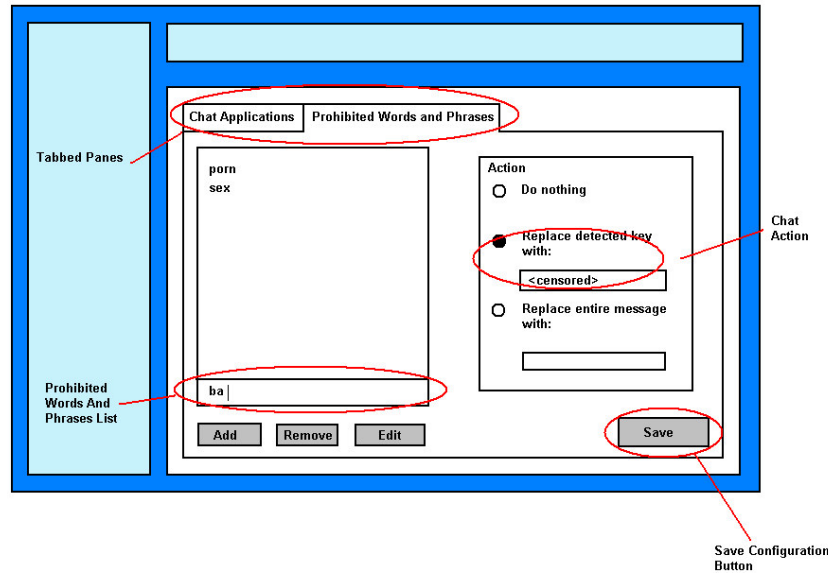 Chat Applications
Prohibited Words and Phrases
Tabbed Panes
porn
sex
Action
Do nothing
Replace detected key
with:
<censored>
Replace entire message
with:
Chat
Action
Prohibited
Words And
Phrases List
ba
Add
Remove
Edit
Save
Save Configuration
Button